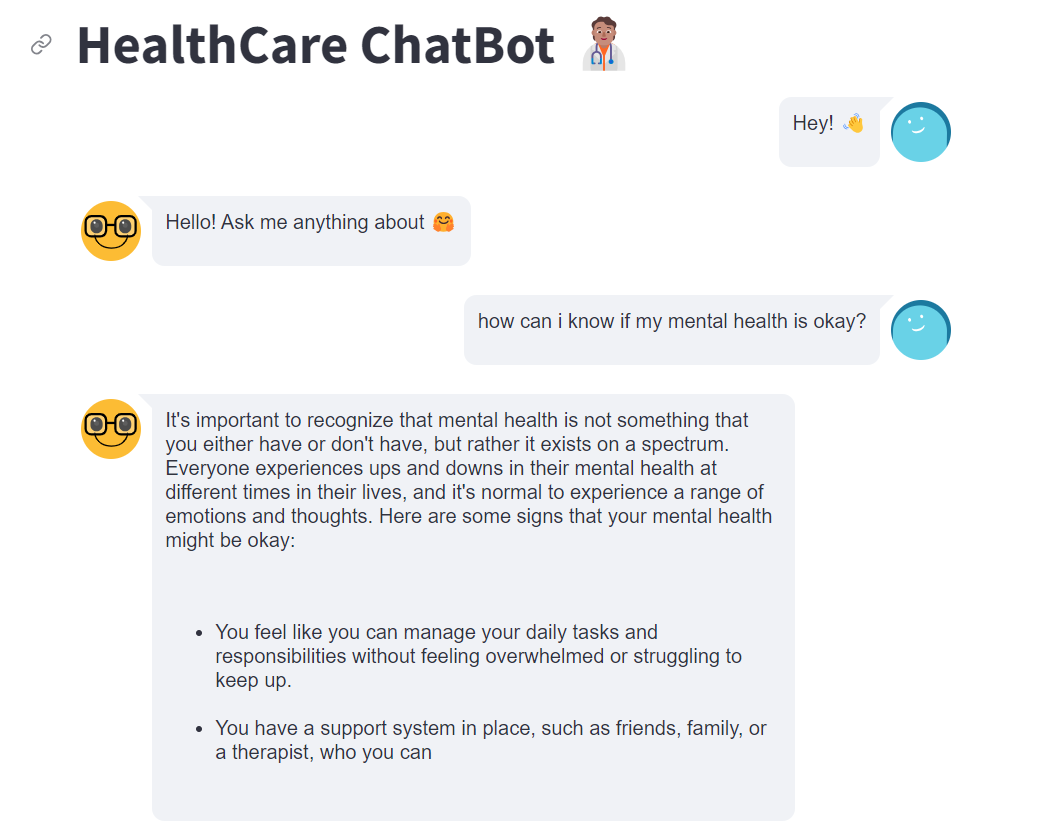 HealthCare ChatBot 🧑🏽‍⚕️
Hey! 👋
Hello! Ask me anything about 🤗
how can i know if my mental health is okay?
It's important to recognize that mental health is not something that
you either have or don't have, but rather it exists on a spectrum.
Everyone experiences ups and downs in their mental health at
different times in their lives, and it's normal to experience a range of
emotions and thoughts. Here are some signs that your mental health
might be okay:
• You feel like you can manage your daily tasks and
responsibilities without feeling overwhelmed or struggling to
keep up.
• You have a support system in place, such as friends, family, or
a therapist, who you can